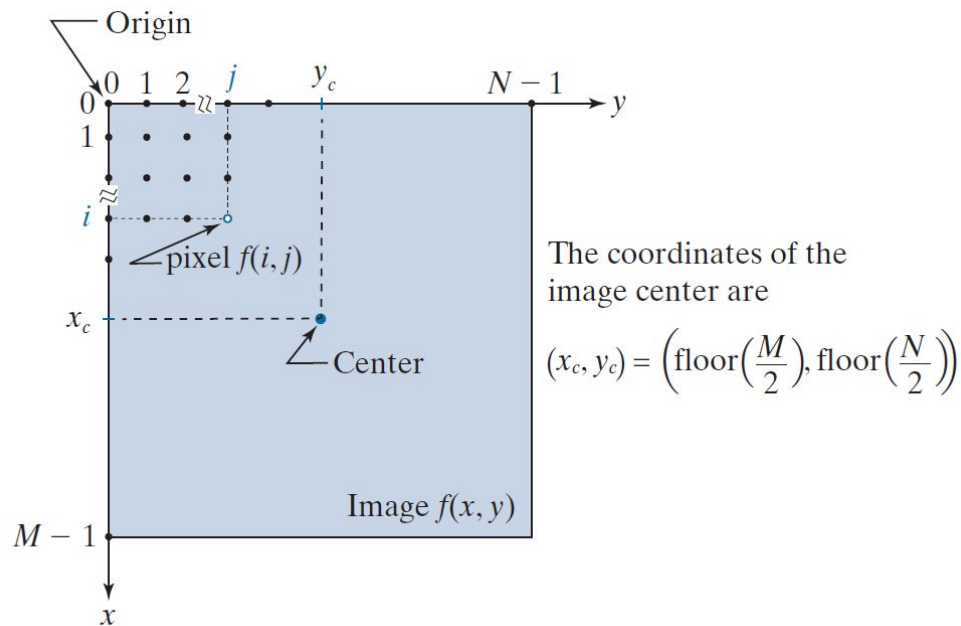 Origin
0 1 2 j y_c N − 1
0 y
1
i
pixel f(i, j)
The coordinates of the
image center are
x_c
Center
(x_c, y_c) = (floor(M/2), floor(N/2))
Image f(x, y)
M − 1
x